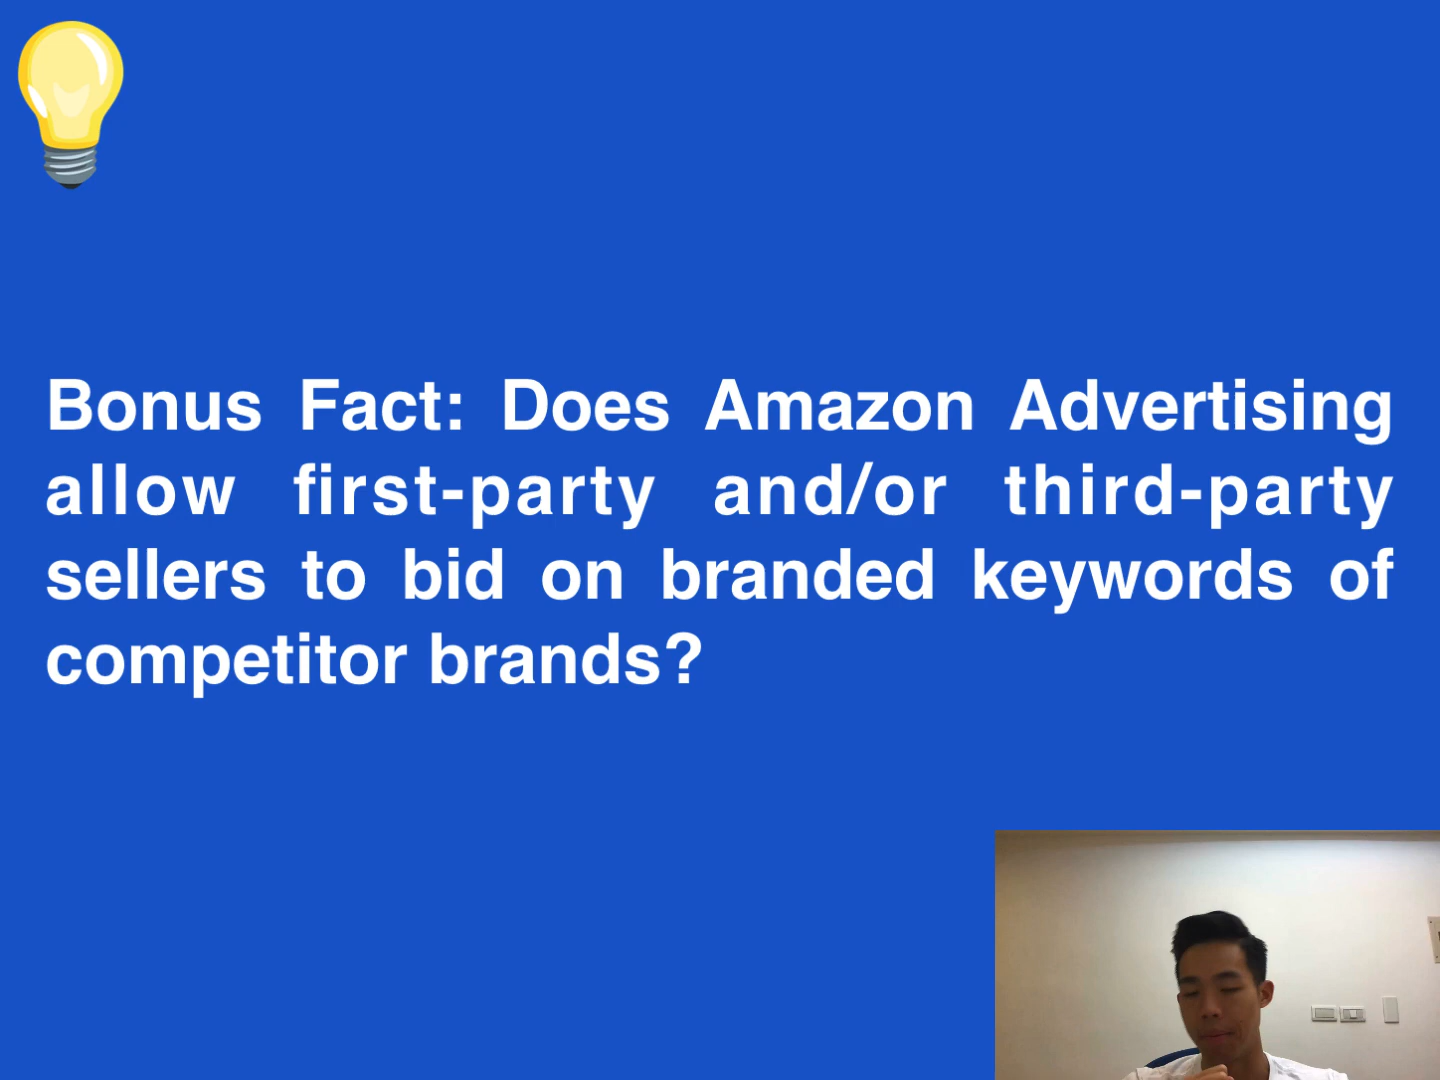 Bonus Fact: Does Amazon Advertising
allow first-party and/or third-party
sellers to bid on branded keywords of
competitor brands?